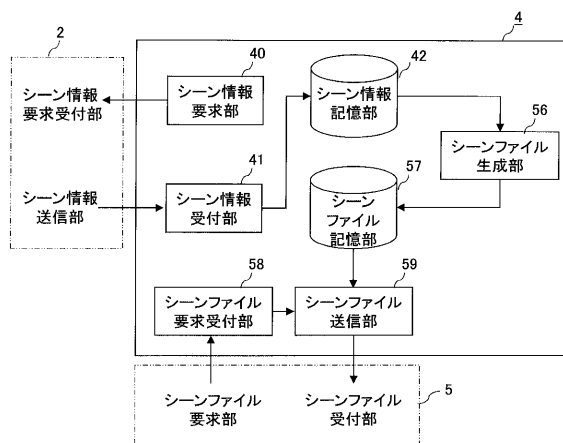 2
4
40
42
シーン情報
要求受付部
シーン情報
要求部
シーン情報
記憶部
56
シーンファイル
生成部
41
57
シーン情報
送信部
シーン情報
受付部
シーン
ファイル
記憶部
58
59
シーンファイル
要求受付部
シーンファイル
送信部
5
シーンファイル
要求部
シーンファイル
受付部